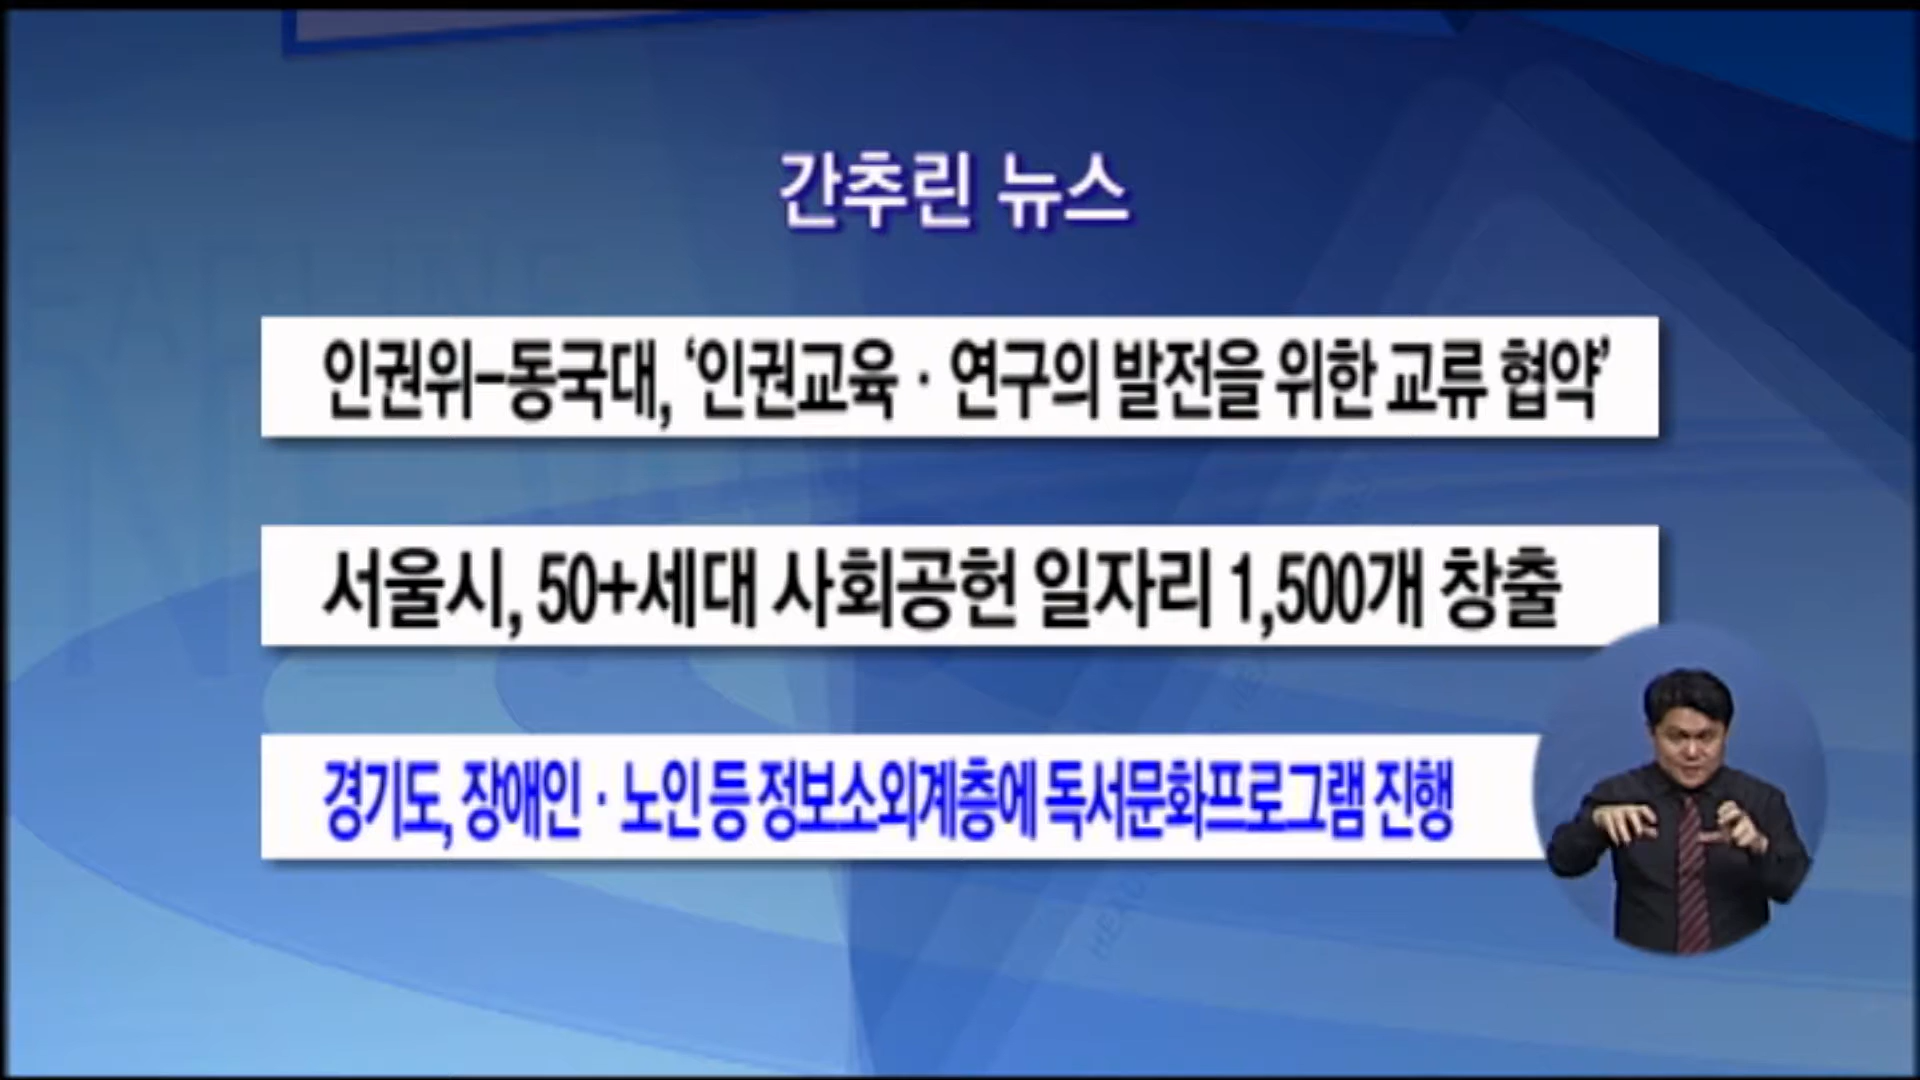 간추린 뉴스
인권위-동국대, ‘인권교육 · 연구의 발전을 위한 교류 협약’
서울시, 50+세대 사회공헌 일자리 1,500개 창출
경기도, 장애인 · 노인 등 정보소외계층에 독서문화프로그램 진행